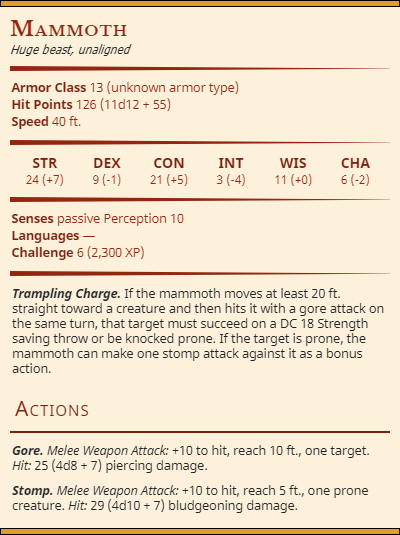 Mammoth
Huge beast, unaligned
Armor Class 13 (unknown armor type)
Hit Points 126 (11d12 + 55)
Speed 40 ft.
STR DEX CON INT WIS CHA
24 (+7) 9 (-1) 21 (+5) 3 (-4) 11 (+0) 6 (-2)
Senses passive Perception 10
Languages —
Challenge 6 (2,300 XP)
Trampling Charge. If the mammoth moves at least 20 ft.
straight toward a creature and then hits it with a gore attack on
the same turn, that target must succeed on a DC 18 Strength
saving throw or be knocked prone. If the target is prone, the
mammoth can make one stomp attack against it as a bonus
action.
Actions
Gore. Melee Weapon Attack: +10 to hit, reach 10 ft., one target.
Hit: 25 (4d8 + 7) piercing damage.
Stomp. Melee Weapon Attack: +10 to hit, reach 5 ft., one prone
creature. Hit: 29 (4d10 + 7) bludgeoning damage.